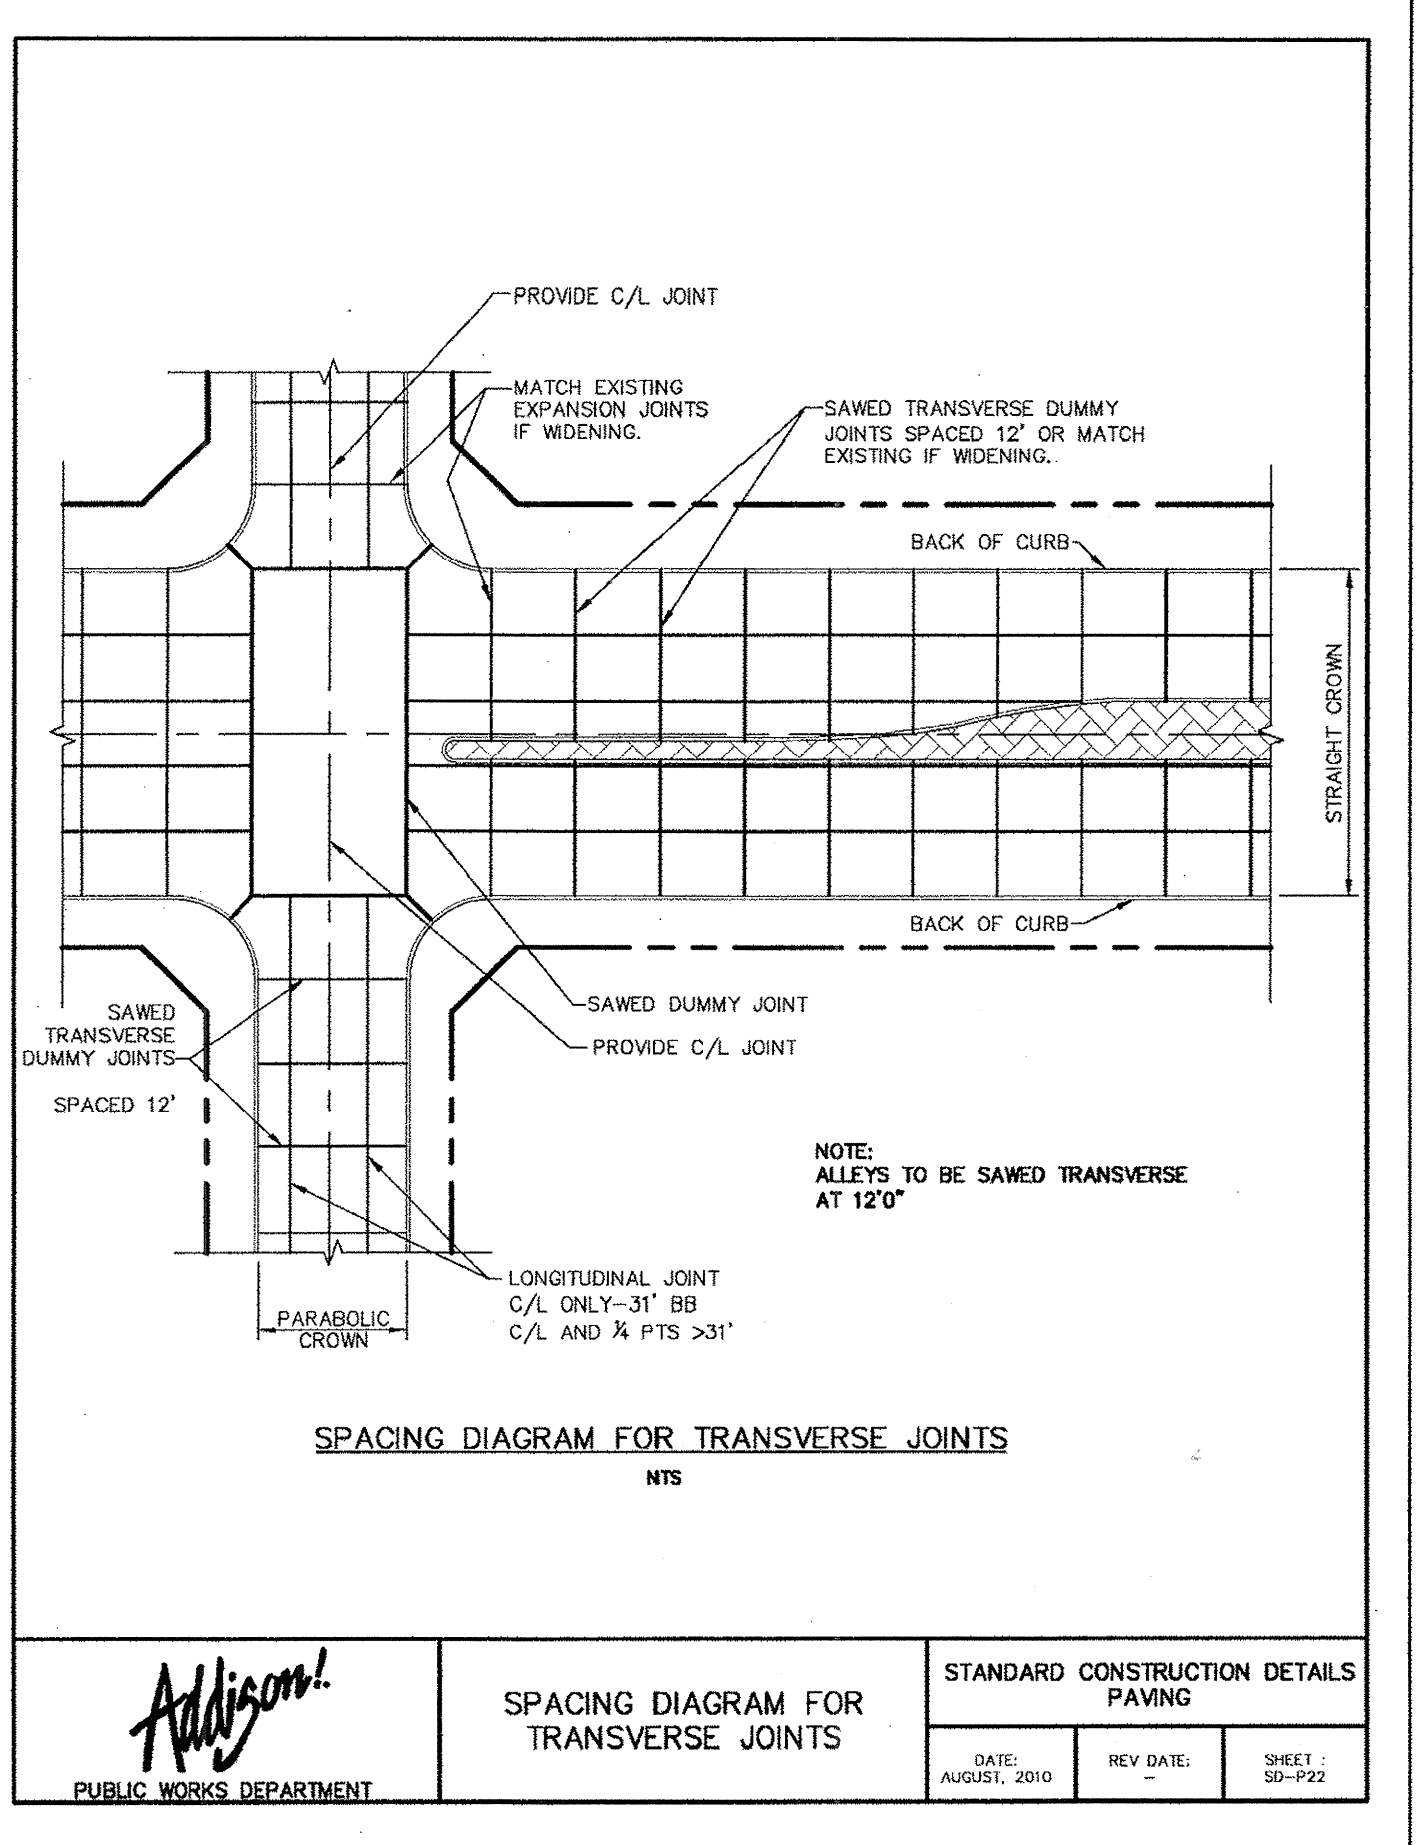 PROVIDE C/L JOINT
MATCH EXISTING
EXPANSION JOINTS
IF WIDENING.
SAWED TRANSVERSE DUMMY
JOINTS SPACED 12' OR MATCH
EXISTING IF WIDENING.
BACK OF CURB
STRAIGHT CROWN
BACK OF CURB
SAWED DUMMY JOINT
PROVIDE C/L JOINT
SAWED
TRANSVERSE
DUMMY JOINTS
SPACED 12'
NOTE:
ALLEYS TO BE SAWED TRANSVERSE
AT 12'0"
LONGITUDINAL JOINT
C/L ONLY-31' BB
C/L AND ¼ PTS >31'
PARABOLIC
CROWN
SPACING DIAGRAM FOR TRANSVERSE JOINTS
NTS
Addison!
PUBLIC WORKS DEPARTMENT
SPACING DIAGRAM FOR
TRANSVERSE JOINTS
STANDARD CONSTRUCTION DETAILS
PAVING
DATE:
AUGUST, 2010
REV DATE:
-
SHEET :
SD-P22